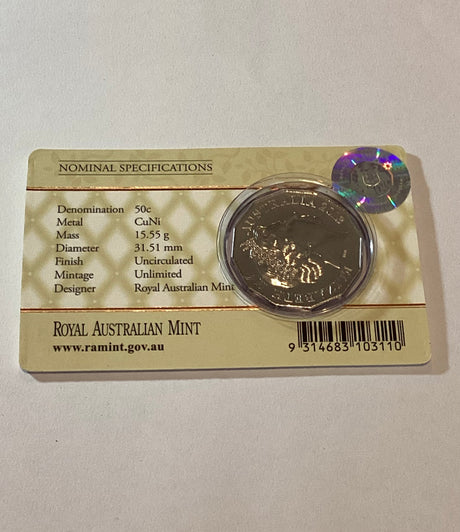 NOMINAL SPECIFICATIONS
Denomination 50c
Metal CuNi
Mass 15.55 g
Diameter 31.51 mm
Finish Uncirculated
Mintage Unlimited
Designer Royal Australian Mint
ROYAL AUSTRALIAN MINT
www.ramint.gov.au
AUSTRALIA
9 314683 103110